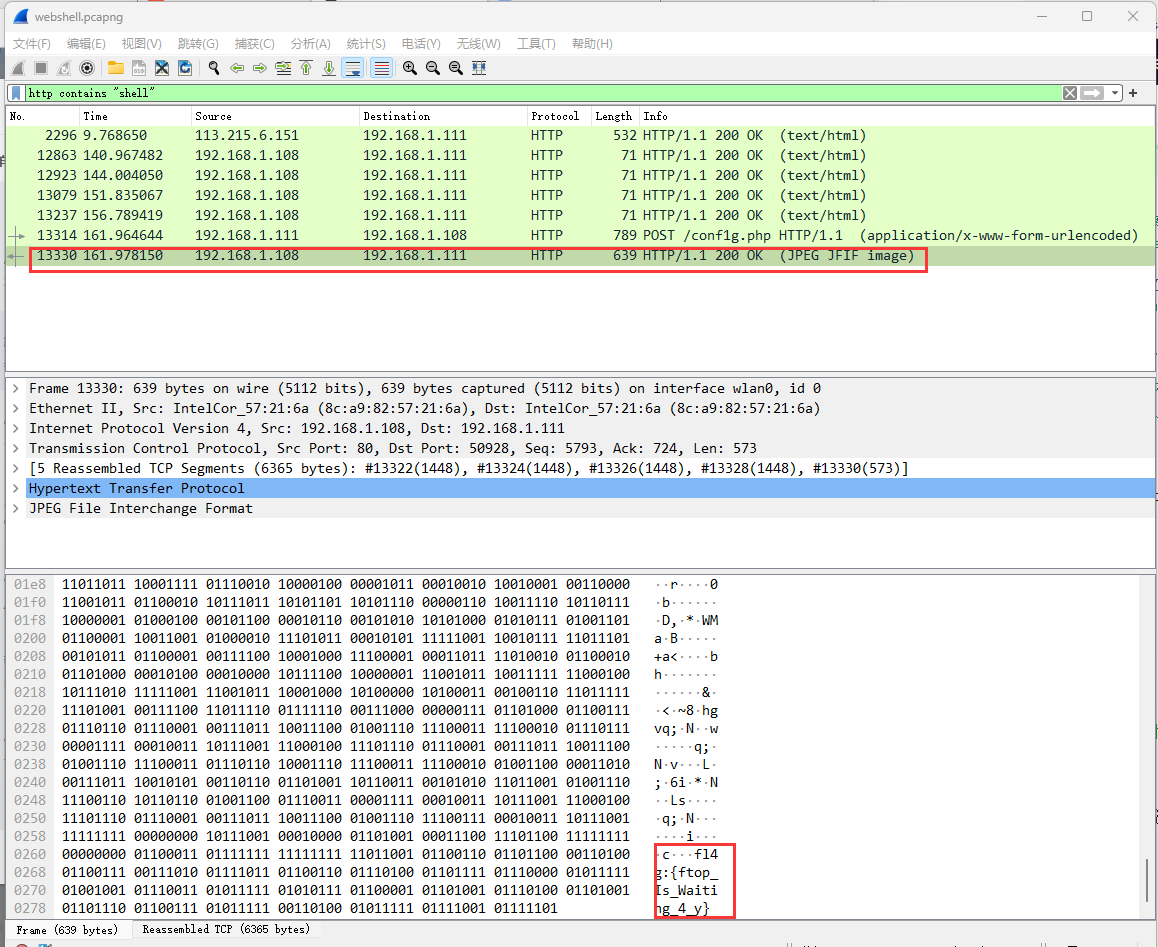 webshell.pcapng
文件(F) 编辑(E) 视图(V) 跳转(G) 捕获(C) 分析(A) 统计(S) 电话(Y) 无线(W) 工具(T) 帮助(H)
http contains "shell"
No. Time Source Destination Protocol Length Info
2296 9.768650 113.215.6.151 192.168.1.111 HTTP 532 HTTP/1.1 200 OK (text/html)
12863 140.967482 192.168.1.108 192.168.1.111 HTTP 71 HTTP/1.1 200 OK (text/html)
12923 144.004050 192.168.1.108 192.168.1.111 HTTP 71 HTTP/1.1 200 OK (text/html)
13079 151.835067 192.168.1.108 192.168.1.111 HTTP 71 HTTP/1.1 200 OK (text/html)
13237 156.789419 192.168.1.108 192.168.1.111 HTTP 71 HTTP/1.1 200 OK (text/html)
13314 161.964644 192.168.1.111 192.168.1.108 HTTP 789 POST /conf1g.php HTTP/1.1 (application/x-www-form-urlencoded)
13330 161.978150 192.168.1.108 192.168.1.111 HTTP 639 HTTP/1.1 200 OK (JPEG JFIF image)
Frame 13330: 639 bytes on wire (5112 bits), 639 bytes captured (5112 bits) on interface wlan0, id 0
Ethernet II, Src: IntelCor_57:21:6a (8c:a9:82:57:21:6a), Dst: IntelCor_57:21:6a (8c:a9:82:57:21:6a)
Internet Protocol Version 4, Src: 192.168.1.108, Dst: 192.168.1.111
Transmission Control Protocol, Src Port: 80, Dst Port: 50928, Seq: 5793, Ack: 724, Len: 573
[5 Reassembled TCP Segments (6365 bytes): #13322(1448), #13324(1448), #13326(1448), #13328(1448), #13330(573)]
Hypertext Transfer Protocol
JPEG File Interchange Format
01e8 11011011 10001111 01110010 10000100 00001011 00010010 10010001 00110000 ··r····0
01f0 11001011 01100010 10111011 10101101 10101110 00000110 10011110 10110111 ·b······
01f8 10000001 01000100 00101100 00010110 00101010 10101000 01010111 01001101 ·D,·*·WM
0200 01100001 10011001 01000010 11101011 00010101 11111001 10010111 11101011 a·B·····
0208 00101011 01100001 00111100 10001000 11100001 00011011 11010010 01100010 +a<····b
0210 01101000 00010100 00010000 10111100 10000001 11001011 10011111 11000100 h·······
0218 10111010 11111001 11001011 10001000 10100000 10100011 00100110 11011111 ······&·
0220 11101001 00111100 11011110 01111110 00111000 00000111 01101000 01100111 ·<·~8·hg
0228 01110110 01110001 00111011 10011100 01001110 11100011 11100010 01110111 vq;·N··w
0230 00001111 00010011 10111001 11000100 11101110 01110001 00111011 10011100 ·····q;·
0238 01001110 11100011 01110110 10001110 11100011 11100010 01001100 00011010 N·v···L·
0240 00111011 10010101 00110110 01101001 10110011 00101010 11011001 01001110 ;·6i·*·N
0248 11100110 10110110 01001100 01110011 00001111 00010011 10111001 11000100 ··Ls····
0250 11101110 01110001 00111011 10011100 01001110 11100111 00010011 10111001 ·q;·N···
0258 11111111 00000000 10111001 00010000 01101001 00011100 11101100 11111111 ····i···
0260 00000000 01100011 01111111 11111111 11011001 01100110 01101100 00110100 ·c···fl4
0268 01100111 00111010 01111011 01100110 01110100 01101111 01110000 01011111 g:{ftop_
0270 01001001 01110011 01011111 01010111 01100001 01101001 01110100 01101001 Is_Waiti
0278 01101110 01100111 01011111 00110100 01011111 01111001 01111101 ng_4_y}
Frame (639 bytes) Reassembled TCP (6365 bytes)